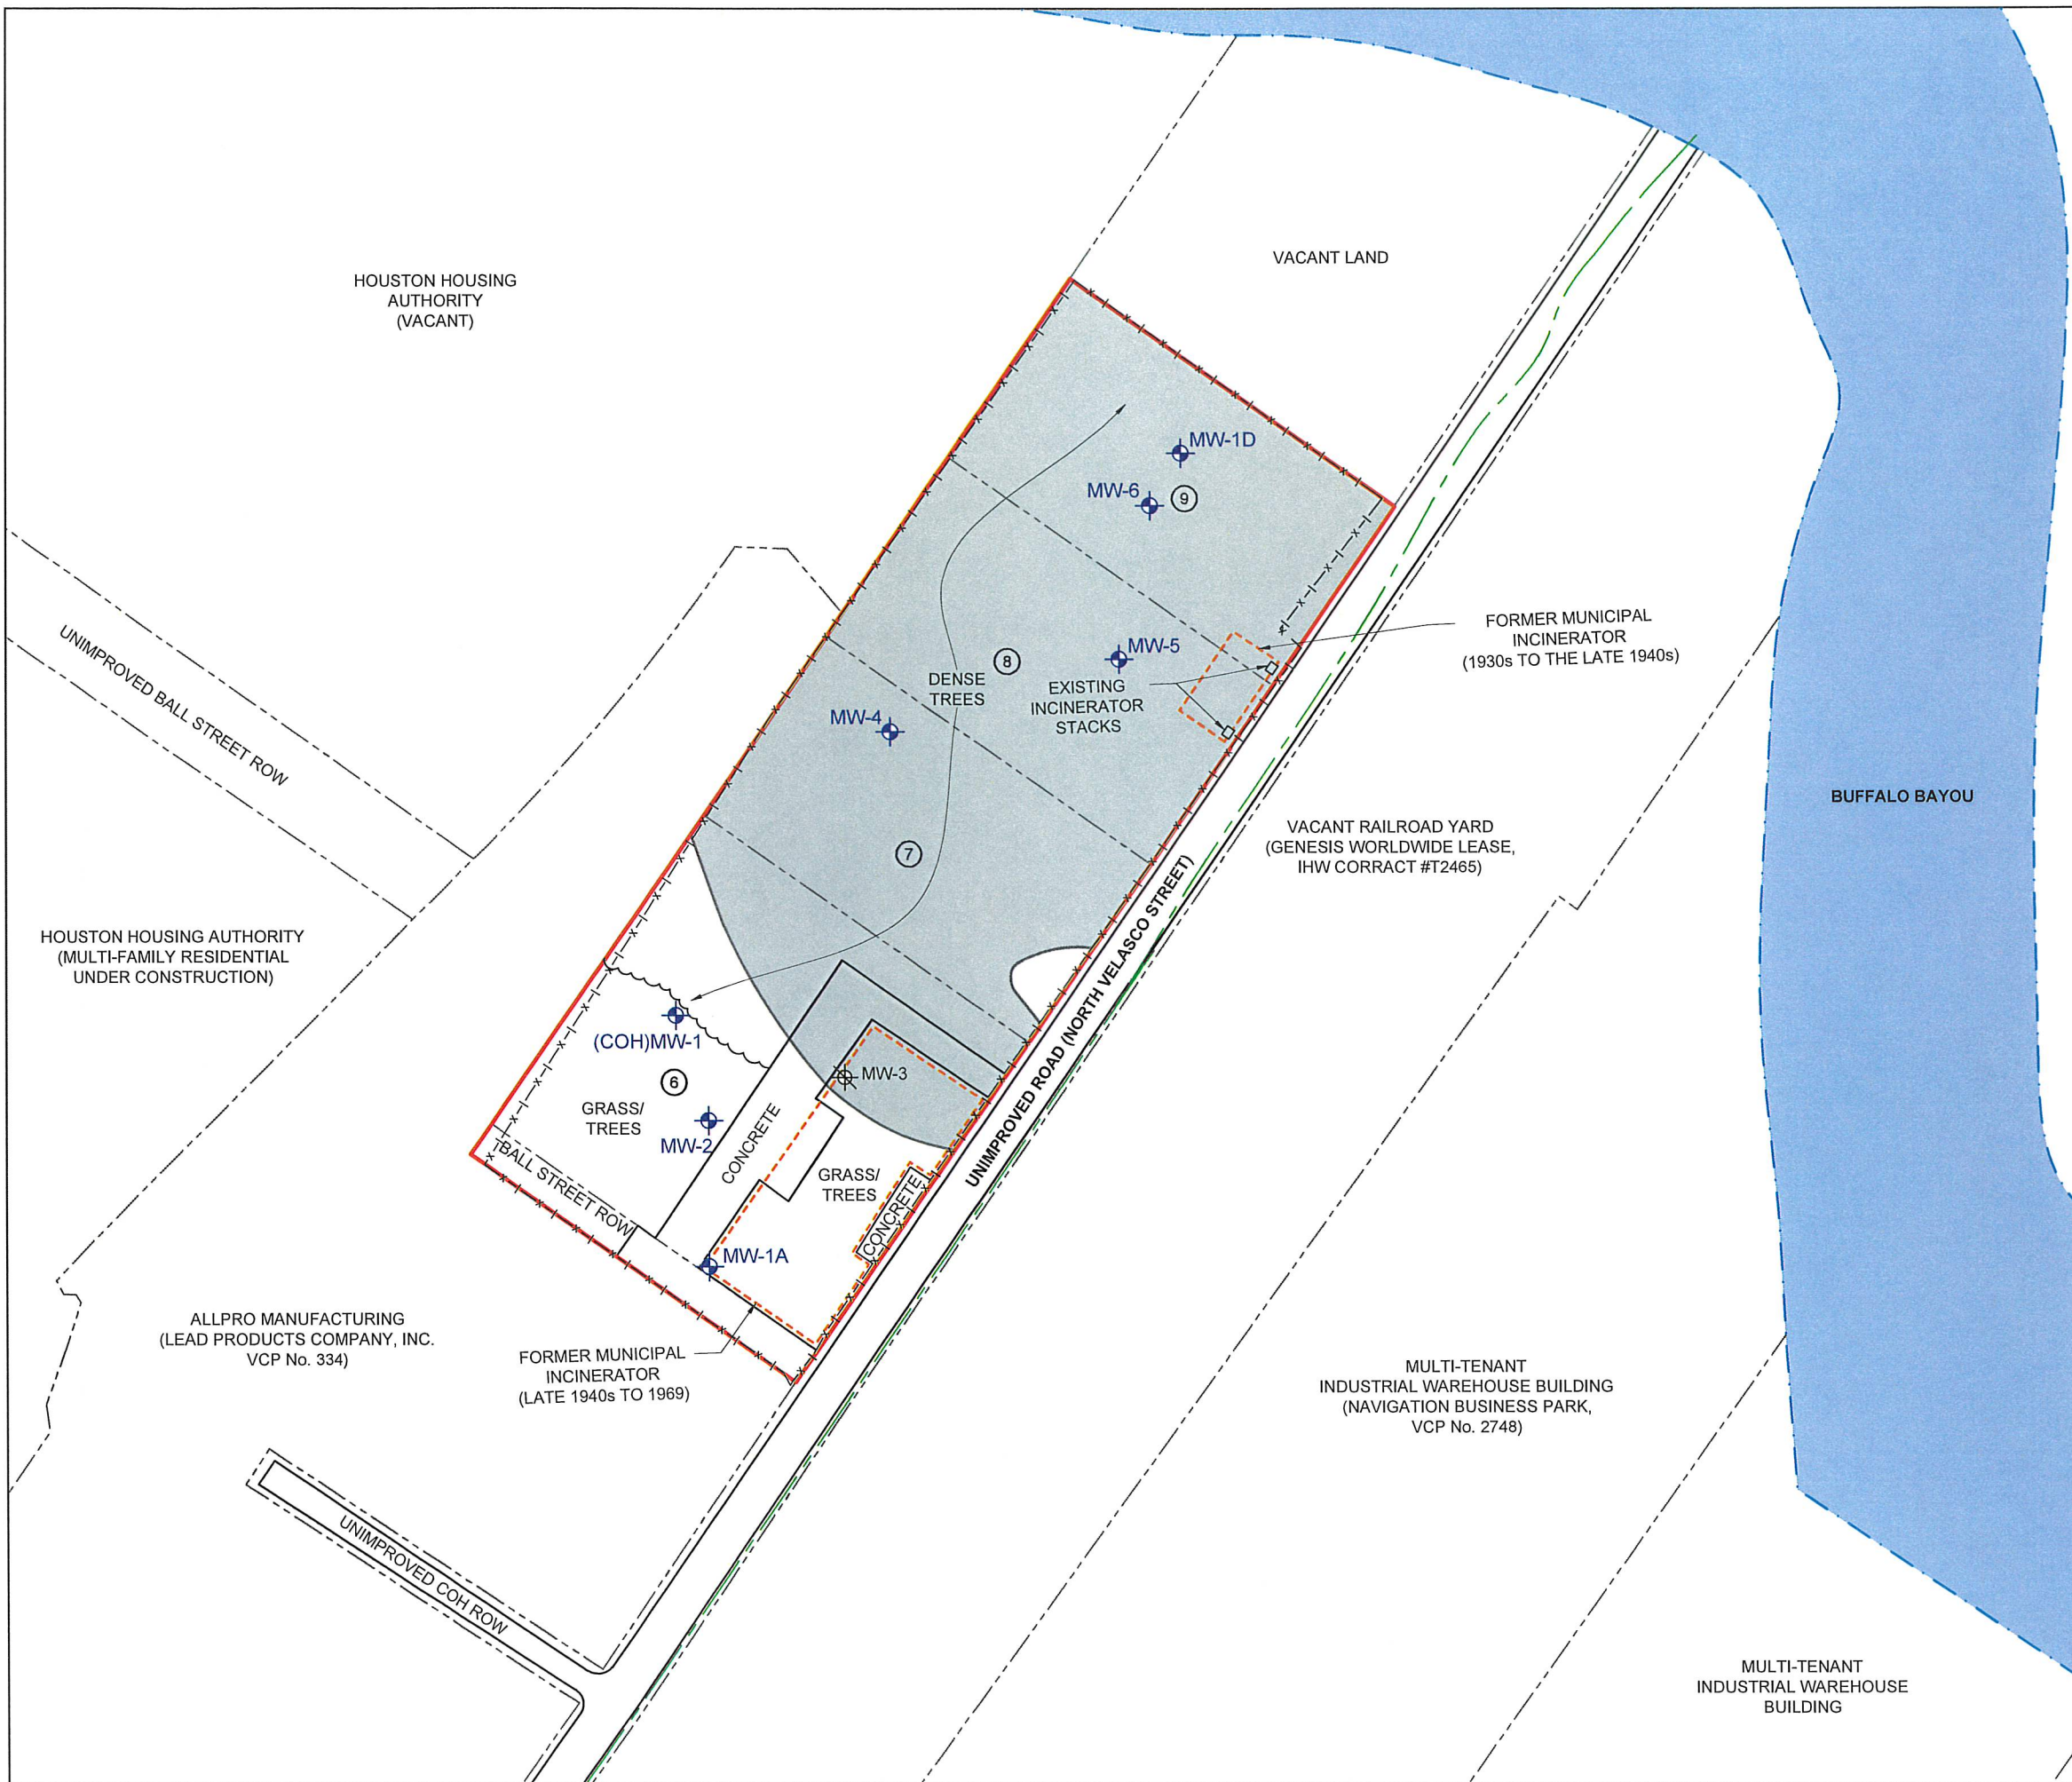 HOUSTON HOUSING
AUTHORITY
(VACANT)
VACANT LAND
MW-1D
MW-6
9
UNIMPROVED BALL STREET ROW
FORMER MUNICIPAL
INCINERATOR
(1930s TO THE LATE 1940s)
MW-5
8
DENSE
TREES
EXISTING
INCINERATOR
STACKS
MW-4
BUFFALO BAYOU
VACANT RAILROAD YARD
(GENESIS WORLDWIDE LEASE,
IHW CORRACT #T2465)
7
UNIMPROVED ROAD (NORTH VELASCO STREET)
HOUSTON HOUSING AUTHORITY
(MULTI-FAMILY RESIDENTIAL
UNDER CONSTRUCTION)
(COH)MW-1
6
MW-3
GRASS/
TREES
MW-2
CONCRETE
BALL STREET ROW
GRASS/
TREES
CONCRETE
MW-1A
ALLPRO MANUFACTURING
(LEAD PRODUCTS COMPANY, INC.
VCP No. 334)
FORMER MUNICIPAL
INCINERATOR
(LATE 1940s TO 1969)
MULTI-TENANT
INDUSTRIAL WAREHOUSE BUILDING
(NAVIGATION BUSINESS PARK,
VCP No. 2748)
UNIMPROVED COH ROW
MULTI-TENANT
INDUSTRIAL WAREHOUSE
BUILDING